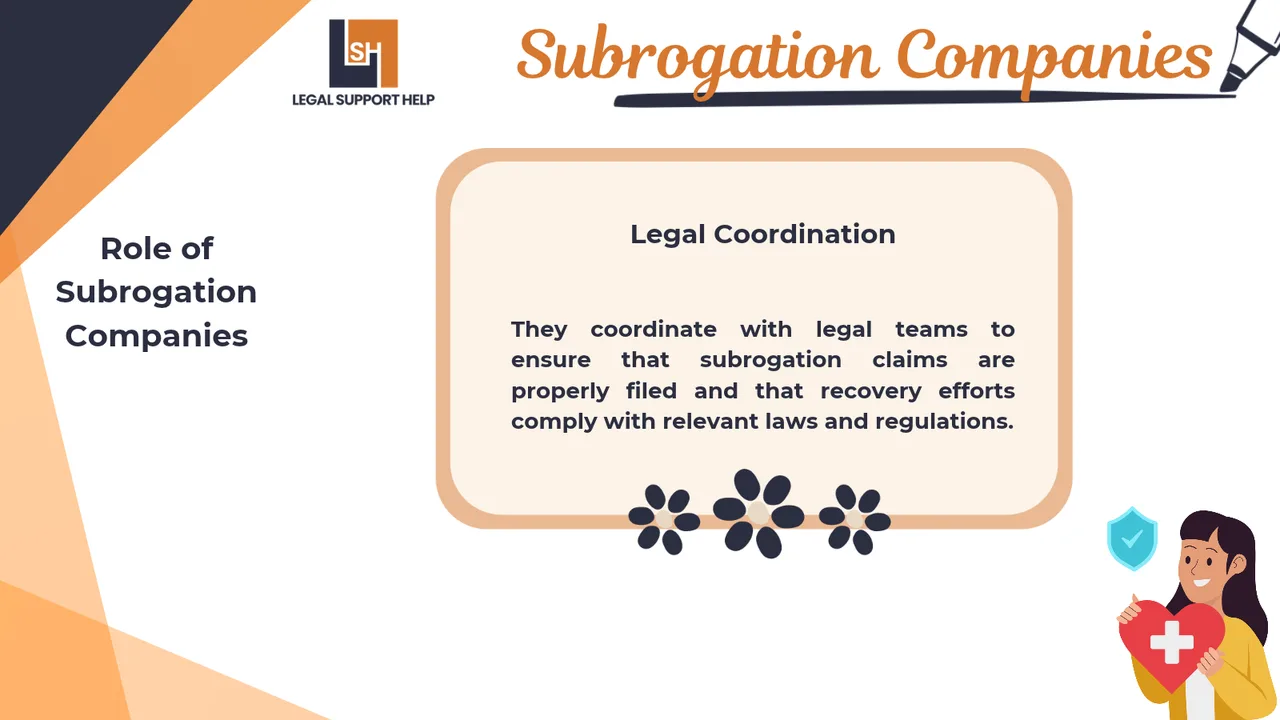 SH
LEGAL SUPPORT HELP
Subrogation Companies
Role of
Subrogation
Companies
Legal Coordination
They coordinate with legal teams to
ensure that subrogation claims are
properly filed and that recovery efforts
comply with relevant laws and regulations.